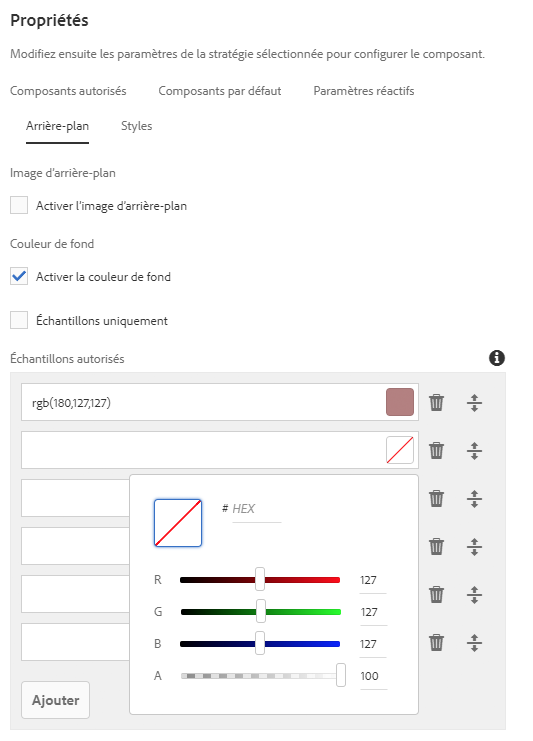 Propriétés
Modifiez ensuite les paramètres de la stratégie sélectionnée pour configurer le composant.
Composants autorisés Composants par défaut Paramètres réactifs
Arrière-plan Styles
Image d’arrière-plan
Activer l’image d’arrière-plan
Couleur de fond
Activer la couleur de fond
Échantillons uniquement
Échantillons autorisés
rgb(180,127,127)
# HEX
R 127
G 127
B 127
A 100
Ajouter